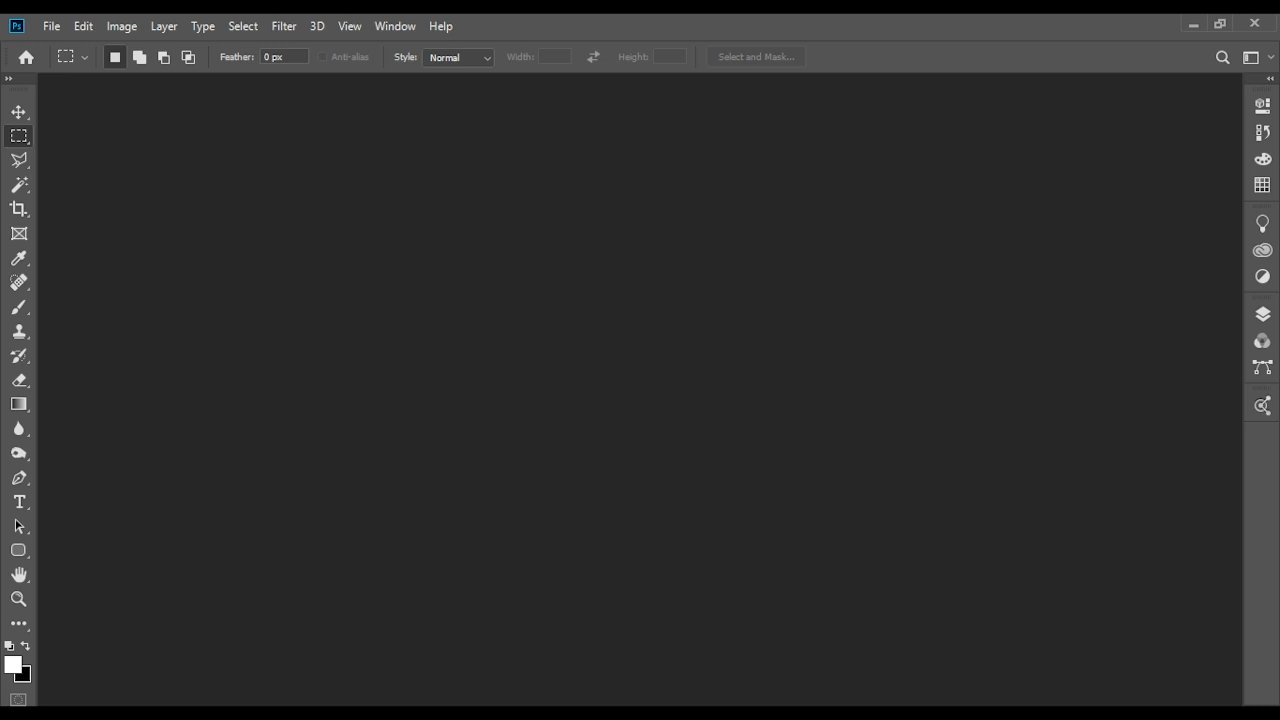 Ps File Edit Image Layer Type Select Filter 3D View Window Help
Feather: 0 px Anti-alias Style: Normal Width: Height: Select and Mask...
T